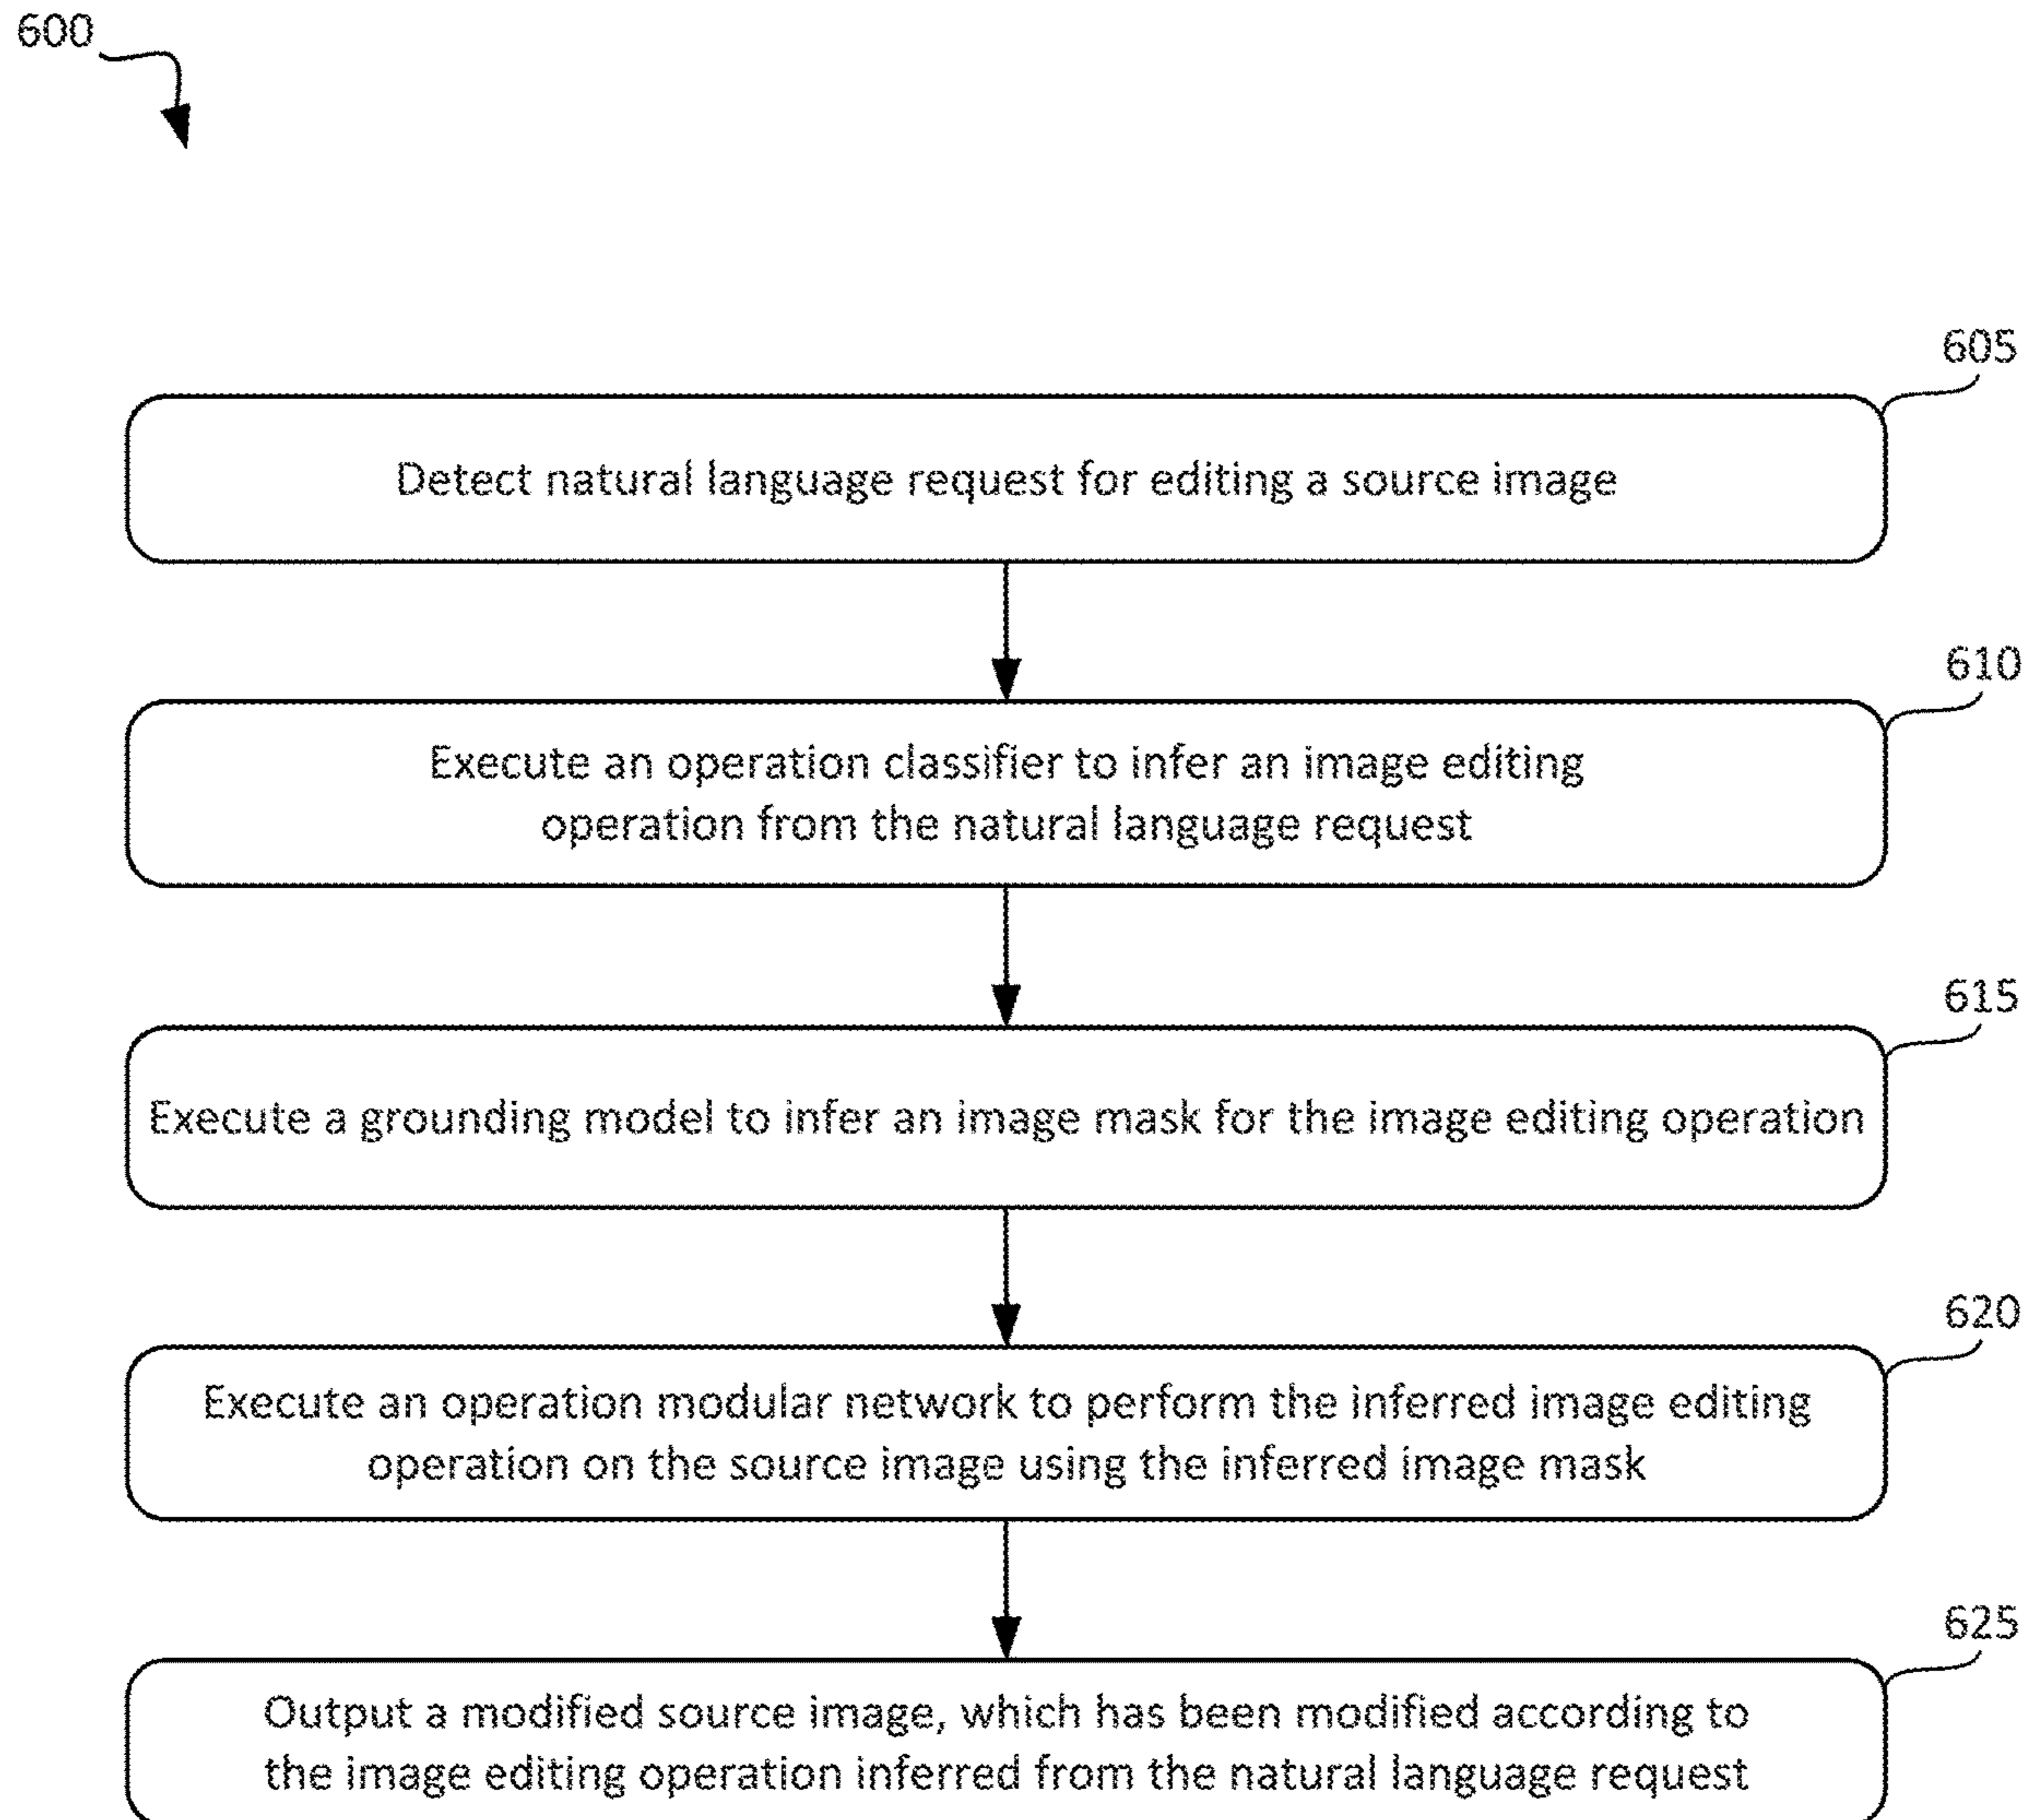 600
605
Detect natural language request for editing a source image
610
Execute an operation classifier to infer an image editing
operation from the natural language request
615
Execute a grounding model to infer an image mask for the image editing operation
620
Execute an operation modular network to perform the inferred image editing
operation on the source image using the inferred image mask
625
Output a modified source image, which has been modified according to
the image editing operation inferred from the natural language request